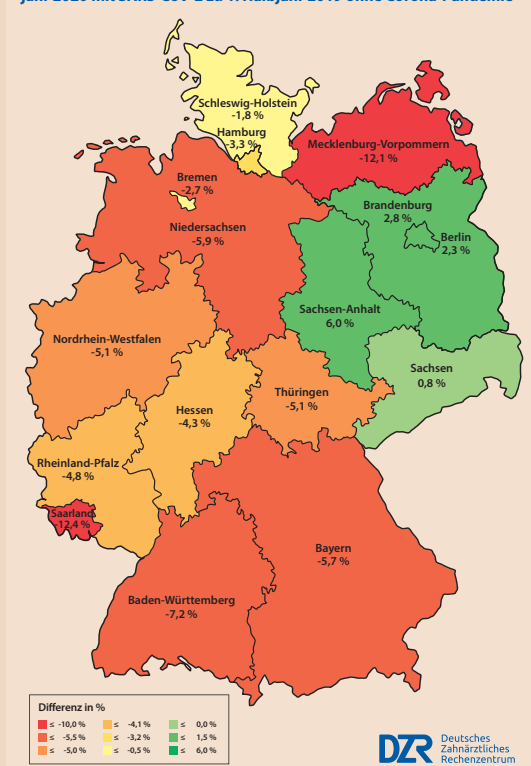 Schleswig-Holstein
-1,8 %
Hamburg
-3,3 %
Mecklenburg-Vorpommern
-12,1 %
Bremen
-2,7 %
Niedersachsen
-5,9 %
Brandenburg
2,8 %
Berlin
2,3 %
Sachsen-Anhalt
6,0 %
Nordrhein-Westfalen
-5,1 %
Sachsen
0,8 %
Thüringen
-5,1 %
Hessen
-4,3 %
Rheinland-Pfalz
-4,8 %
Saarland
-12,4 %
Bayern
-5,7 %
Baden-Württemberg
-7,2 %
Differenz in %
≤ -10,0 % ≤ -4,1 % ≤ 0,0 %
≤ -5,5 % ≤ -3,2 % ≤ 1,5 %
≤ -5,0 % ≤ -0,5 % ≤ 6,0 %
DZR
Deutsches
Zahnärztliches
Rechenzentrum